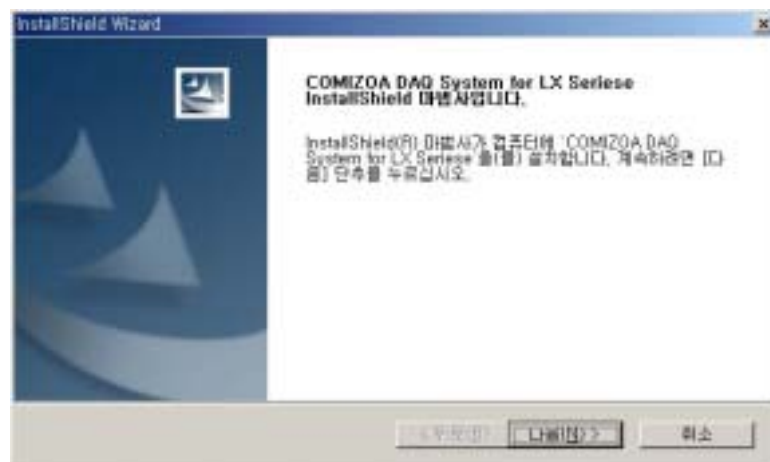 InstallShield Wizard
COMIZOA DAQ System for LX Seriese
InstallShield 마법사입니다.
InstallShield(R) 마법사가 컴퓨터에 'COMIZOA DAQ
System for LX Seriese'을(를) 설치합니다. 계속하려면 [다
음] 단추를 누르십시오.
다음(N) >
취소